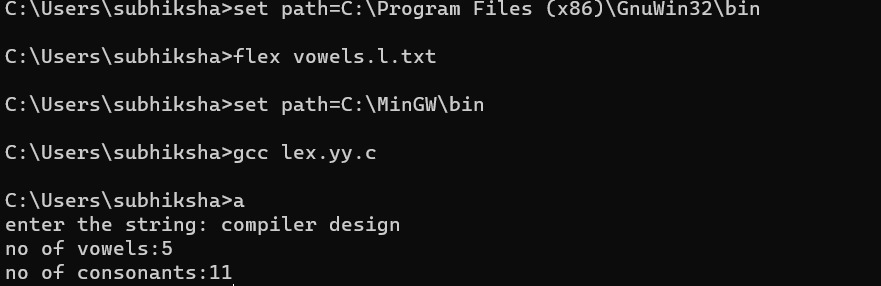 C:\Users\subhiksha>set path=C:\Program Files (x86)\GnuWin32\bin
C:\Users\subhiksha>flex vowels.l.txt
C:\Users\subhiksha>set path=C:\MinGW\bin
C:\Users\subhiksha>gcc lex.yy.c
C:\Users\subhiksha>a
enter the string: compiler design
no of vowels:5
no of consonants:11